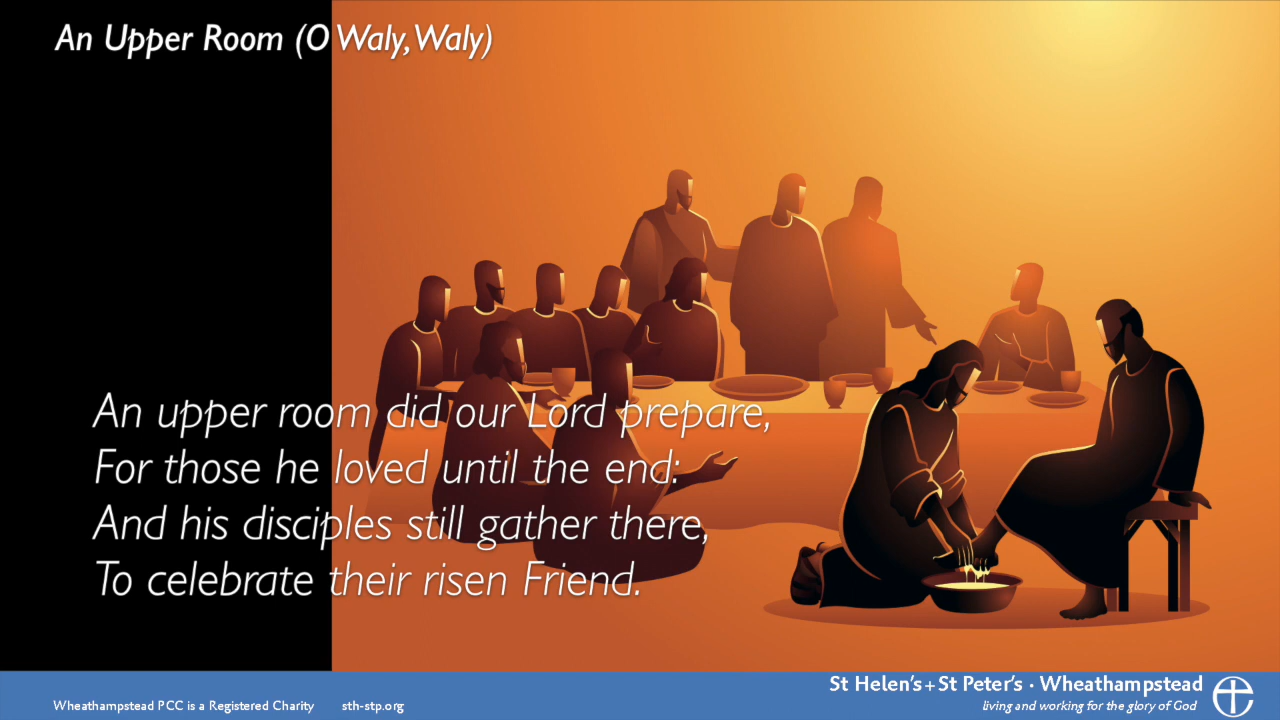 An Upper Room (O Waly, Waly)
An upper room did our Lord prepare,
For those he loved until the end:
And his disciples still gather there,
To celebrate their risen Friend.
St Helen's + St Peter's · Wheathampstead
living and working for the glory of God
Wheathampstead PCC is a Registered Charity sth-stp.org